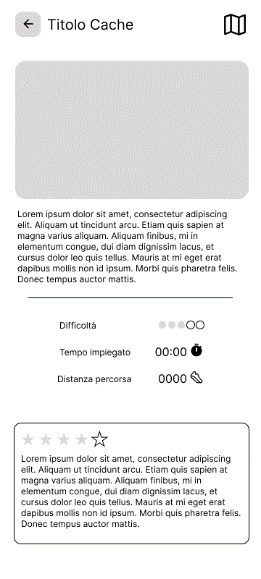 Titolo Cache
Lorem ipsum dolor sit amet, consectetur adipiscing
elit. Aliquam ut tincidunt arcu. Etiam quis sapien at
magna varius aliquam. Aliquam finibus, mi in
elementum congue, dui diam dignissim lacus, et
cursus dolor leo quis tellus. Mauris at mi eget erat
dapibus mollis non id ipsum. Morbi quis pharetra felis.
Donec tempus auctor mattis.
Difficoltà
Tempo impiegato 00:00
Distanza percorsa 0000
Lorem ipsum dolor sit amet, consectetur adipiscing
elit. Aliquam ut tincidunt arcu. Etiam quis sapien at
magna varius aliquam. Aliquam finibus, mi in
elementum congue, dui diam dignissim lacus, et
cursus dolor leo quis tellus. Mauris at mi eget erat
dapibus mollis non id ipsum. Morbi quis pharetra felis.
Donec tempus auctor mattis.